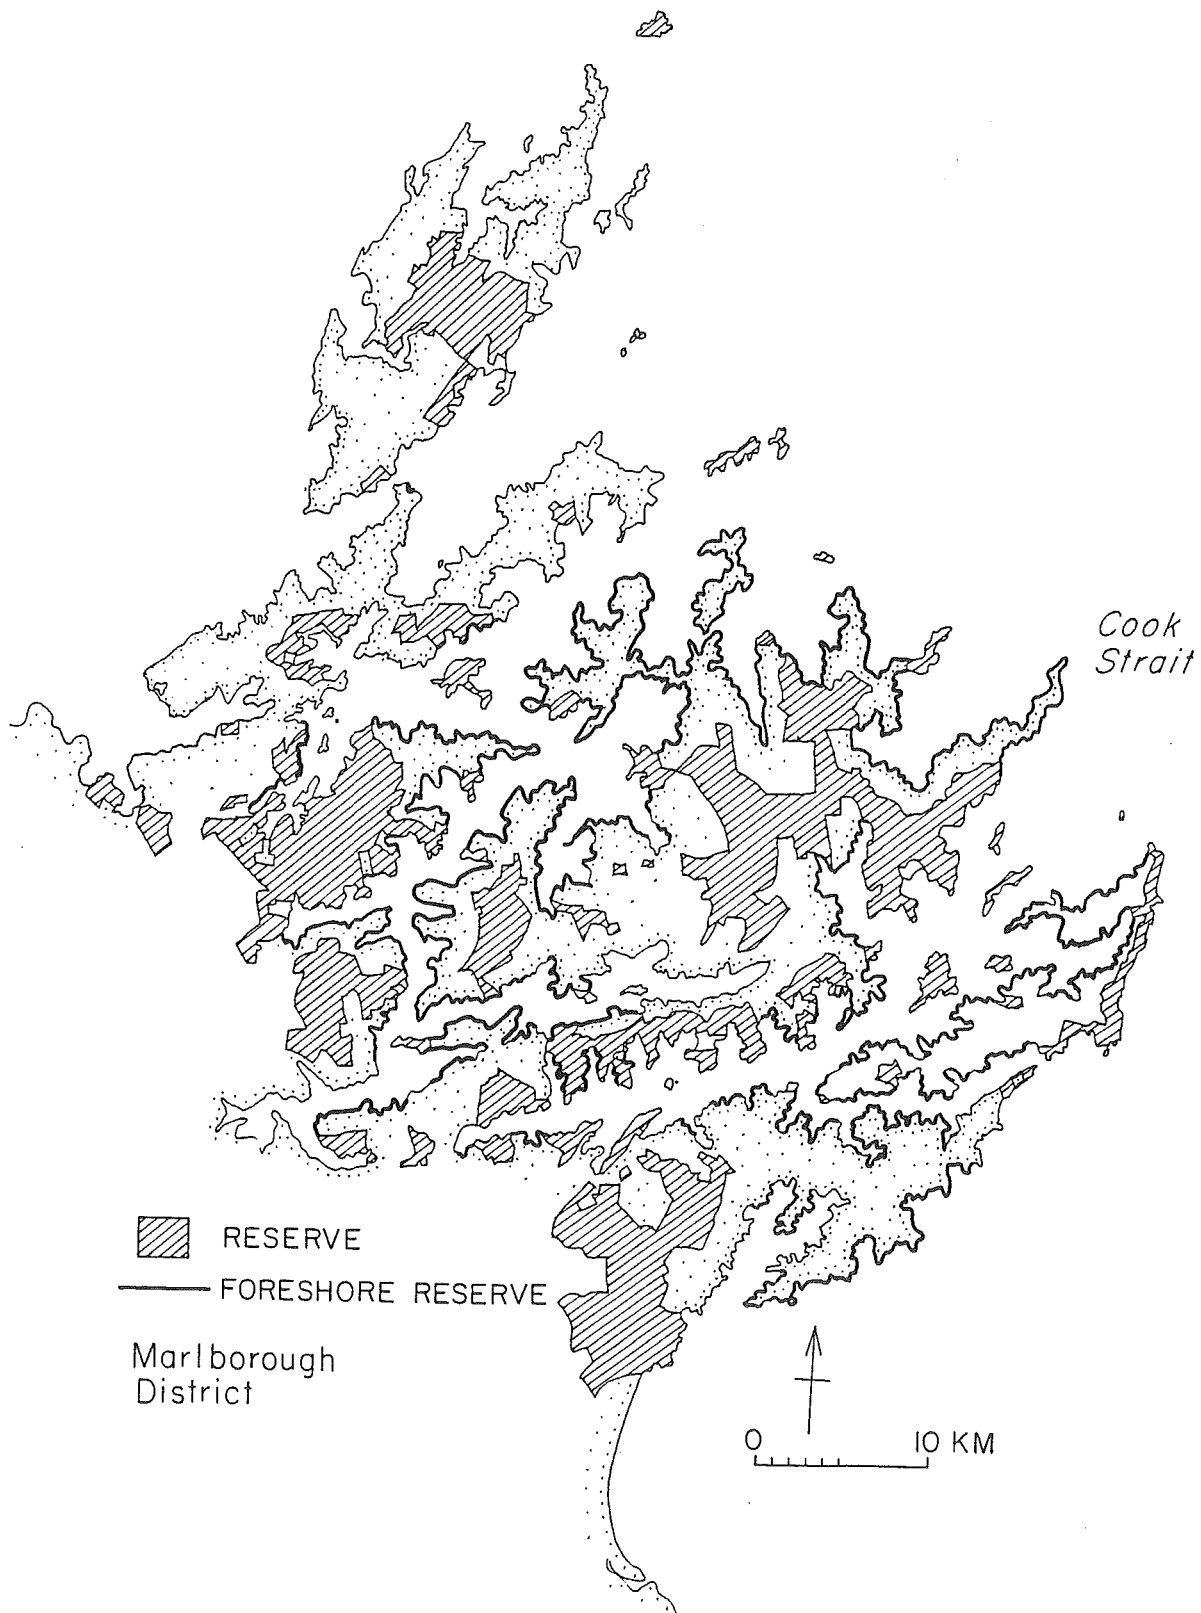 Cook
Strait
RESERVE
FORESHORE RESERVE
Marlborough
District
0 10 KM